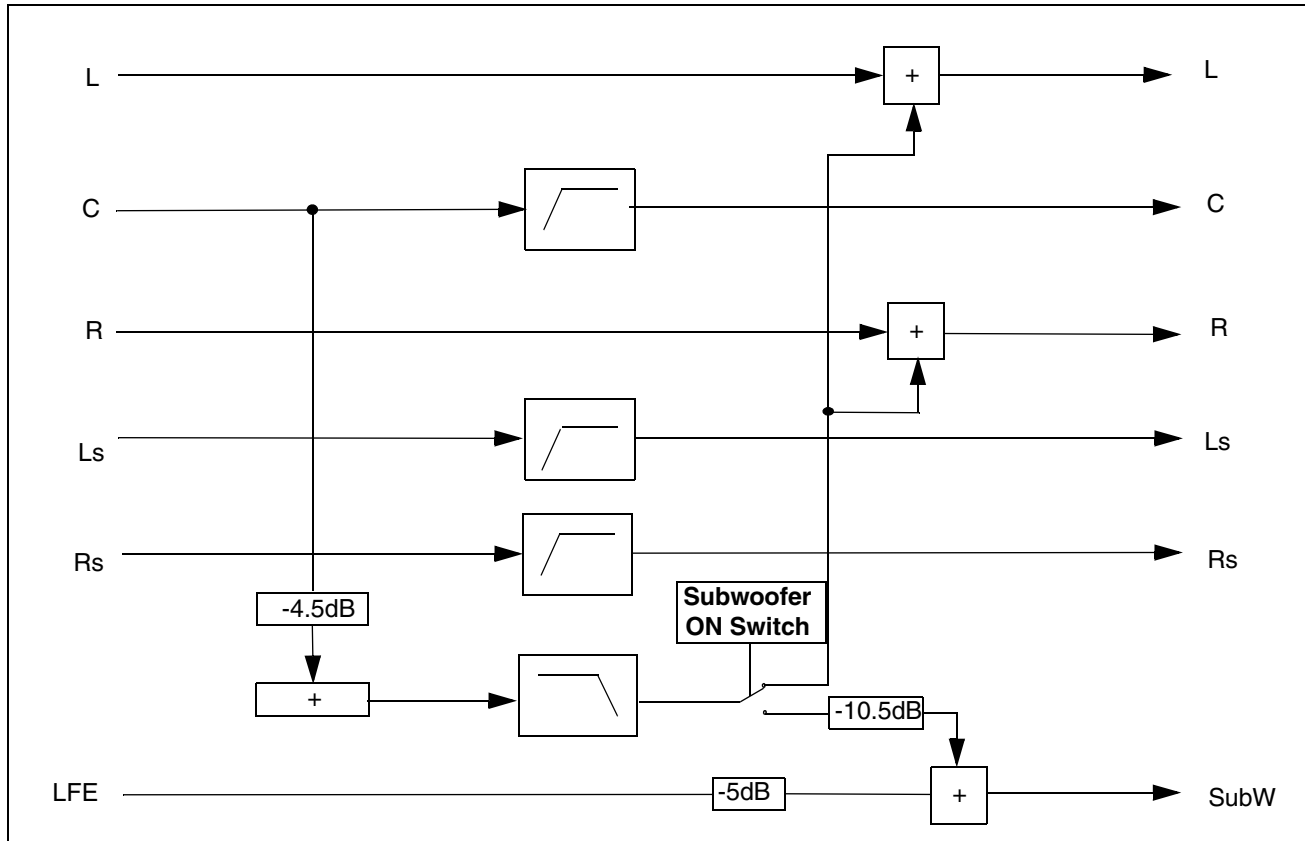 L
+
L
C
C
R
+
R
Ls
Ls
Rs
Rs
-4.5dB
Subwoofer
ON Switch
+
-10.5dB
LFE
-5dB
+
SubW